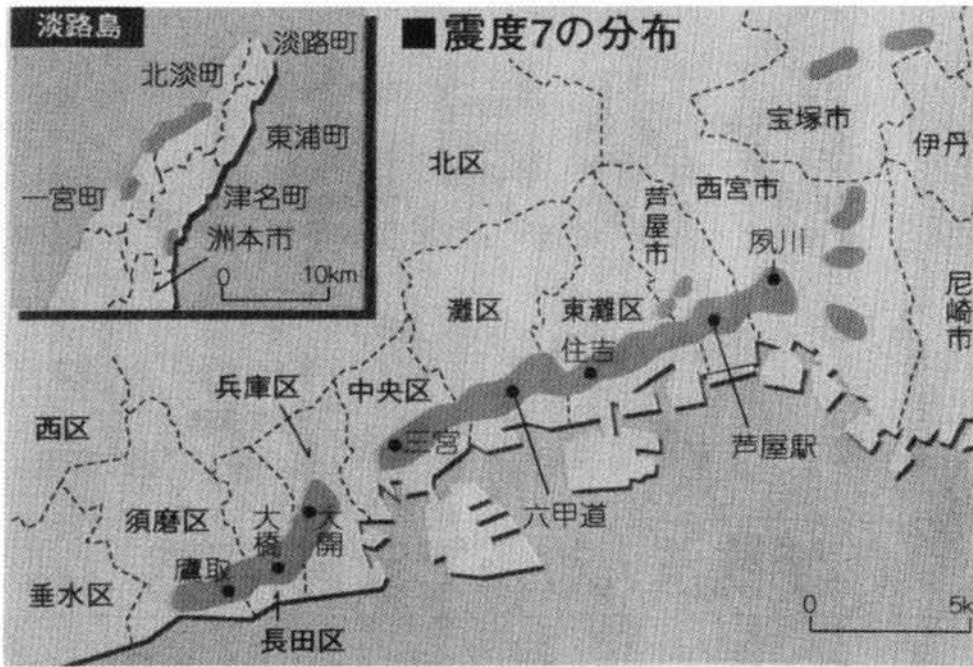 淡路島
■震度7の分布
淡路町
北淡町
東浦町
一宮町
津名町
洲本市
0 10km
宝塚市
伊丹
北区
西宮市
芦屋市
夙川
尼崎市
灘区
東灘区
住吉
兵庫区
中央区
西区
三宮
芦屋駅
六甲道
須磨区
大橋
大開
鷹取
垂水区
長田区
0 5k